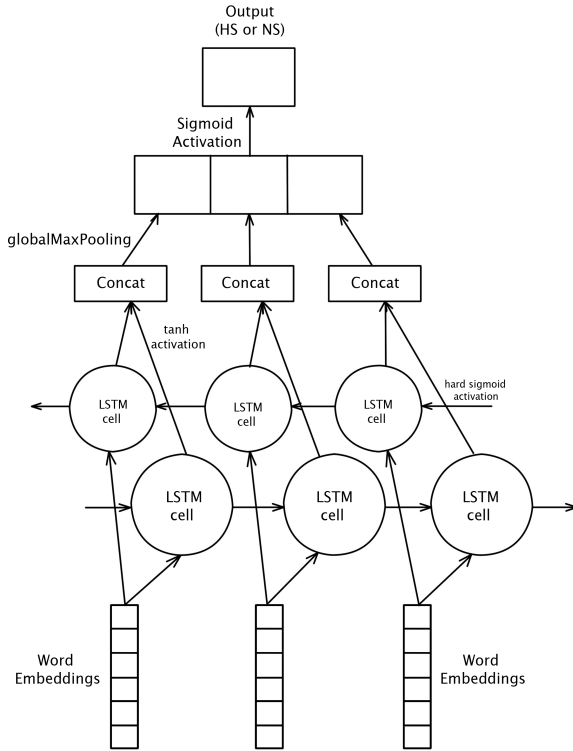 Output
(HS or NS)
Sigmoid
Activation
globalMaxPooling
Concat
Concat
Concat
tanh
activation
hard sigmoid
activation
LSTM
cell
LSTM
cell
LSTM
cell
LSTM
cell
LSTM
cell
LSTM
cell
Word
Embeddings
Word
Embeddings